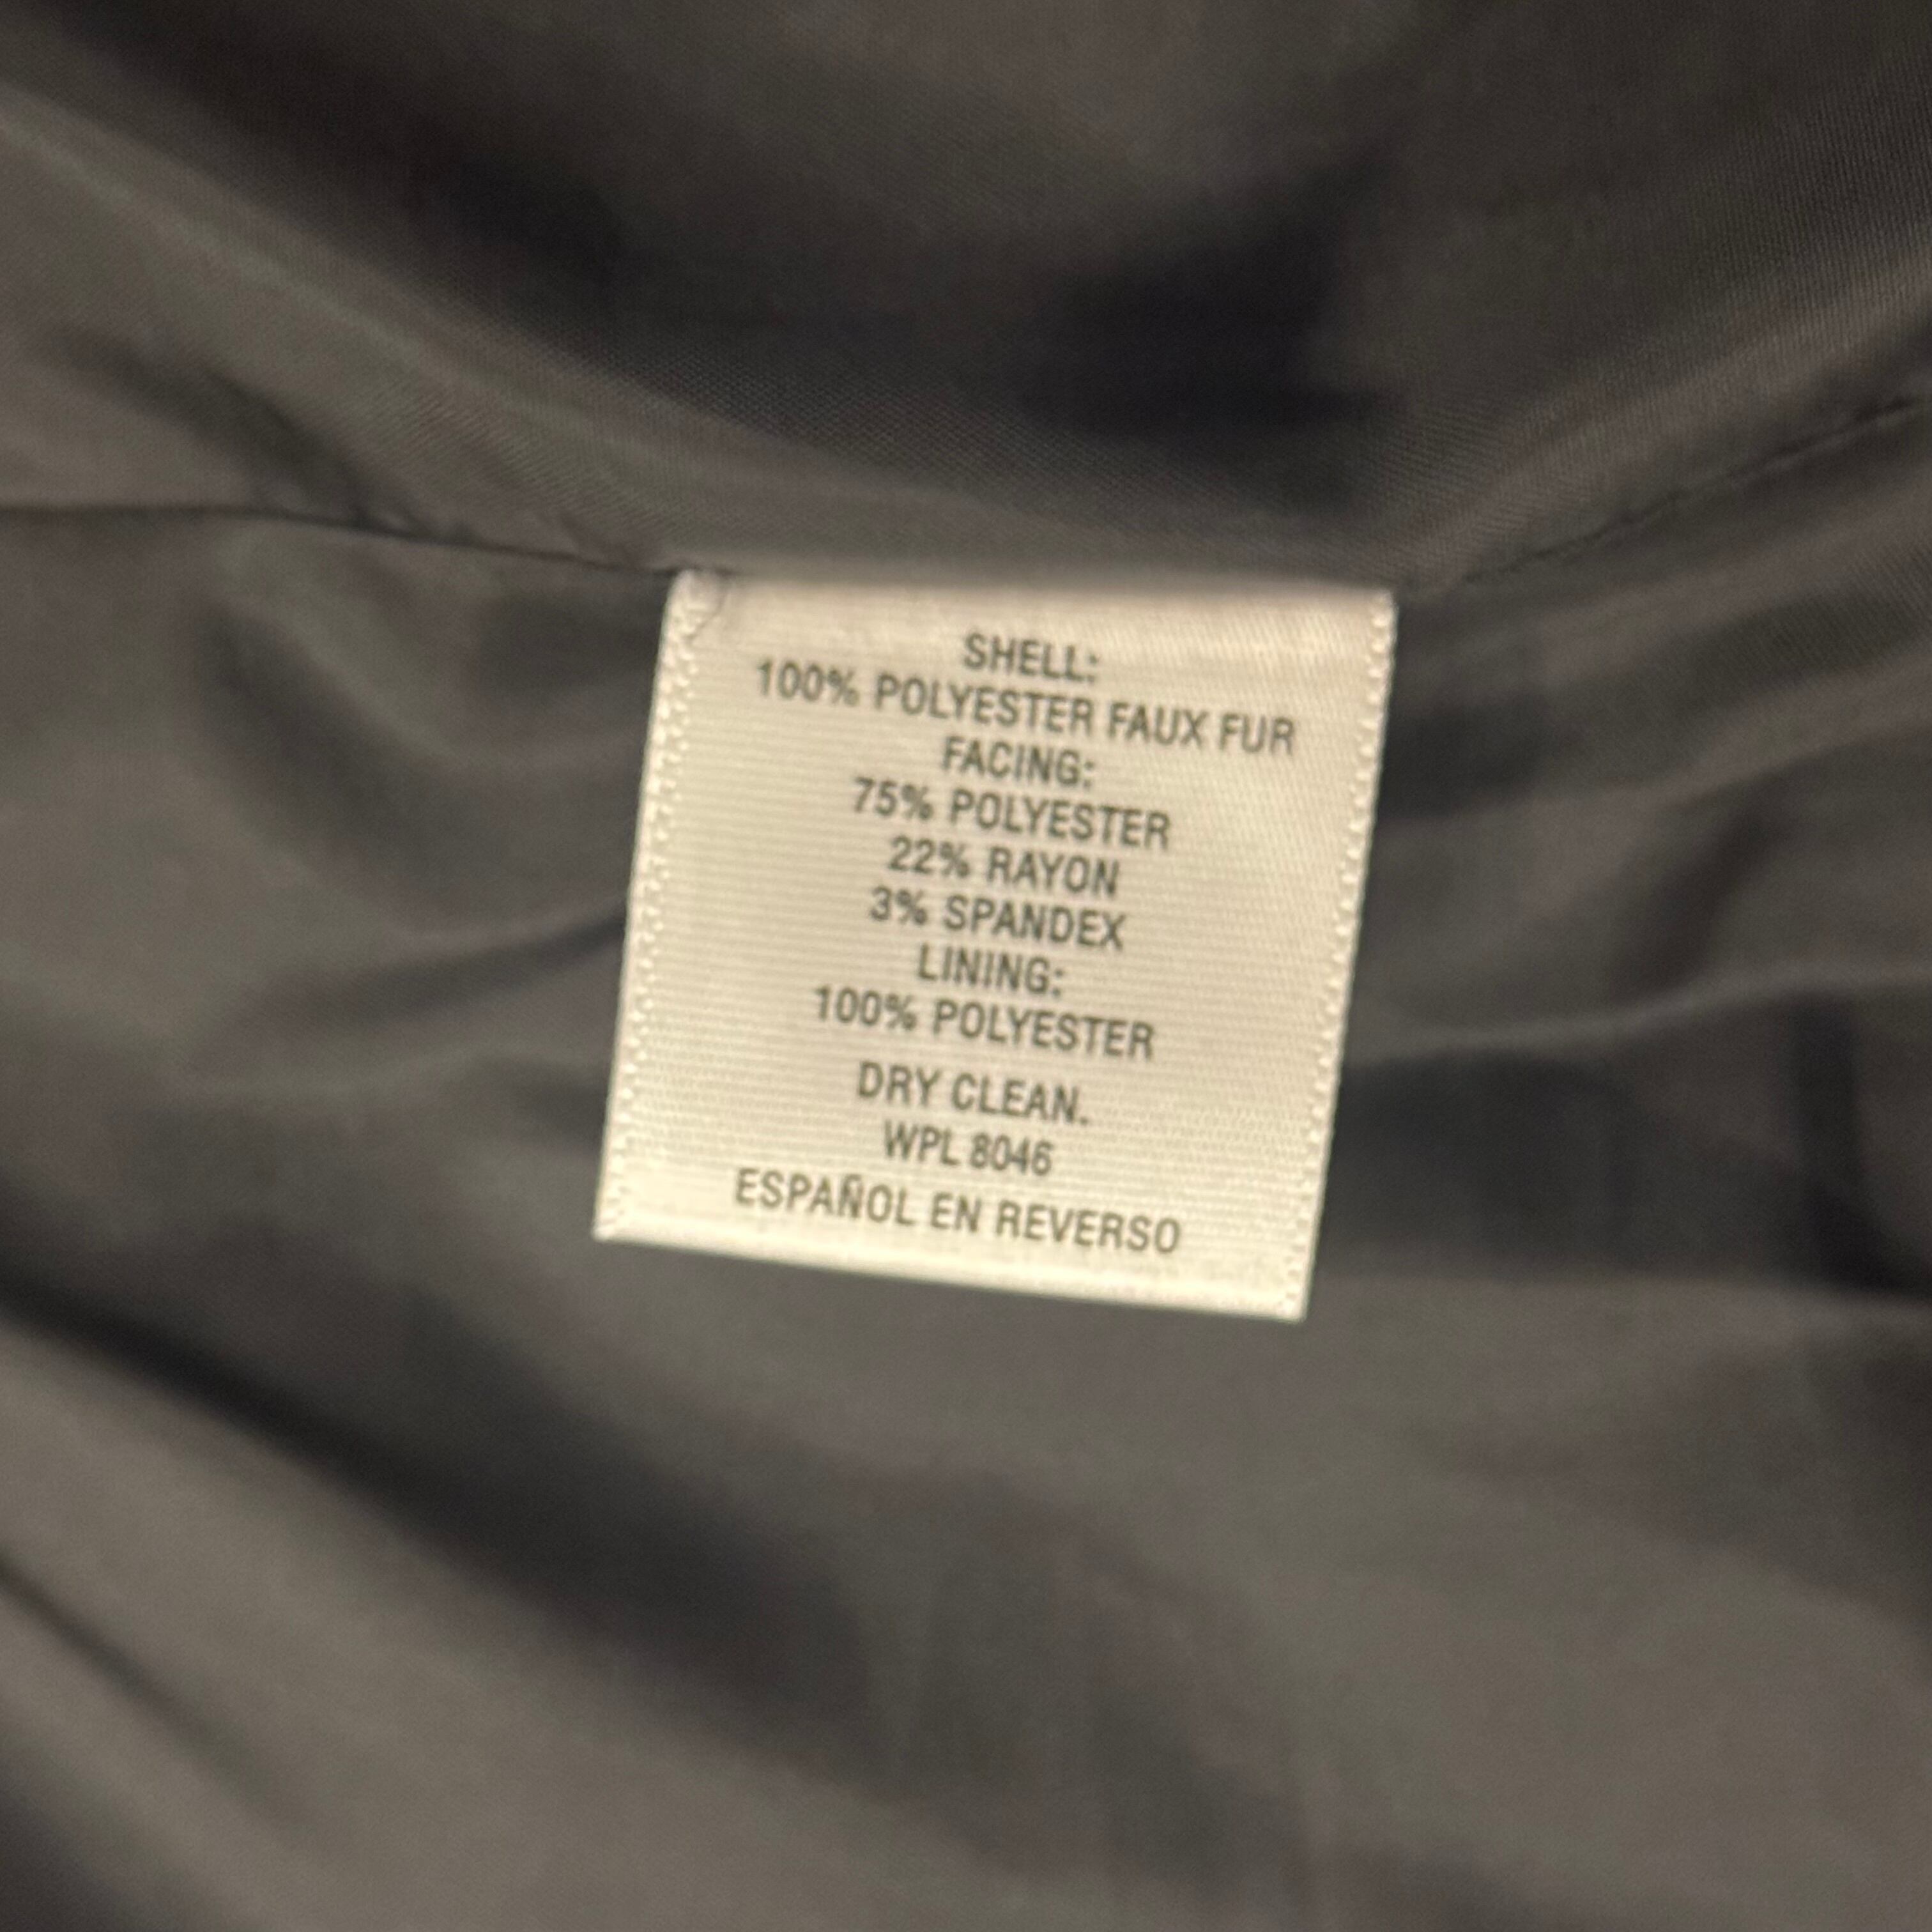 SHELL:
100% POLYESTER FAUX FUR
FACING:
75% POLYESTER
22% RAYON
3% SPANDEX
LINING:
100% POLYESTER
DRY CLEAN.
WPL 8046
ESPAÑOL EN REVERSO